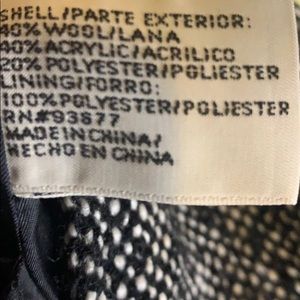 SHELL/PARTE EXTERIOR:
40%WOOL/LANA
40%ACRYLIC/ACRILICO
20%POLYESTER/POLIESTER
LINING/FORRO:
100%POLYESTER/POLIESTER
RN#93677
MADE IN CHINA/
HECHO EN CHINA